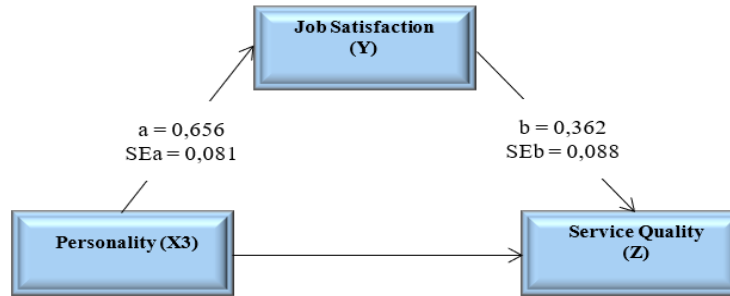 Job Satisfaction
(Y)
a = 0,656
SEa = 0,081
b = 0,362
SEb = 0,088
Personality (X3)
Service Quality
(Z)